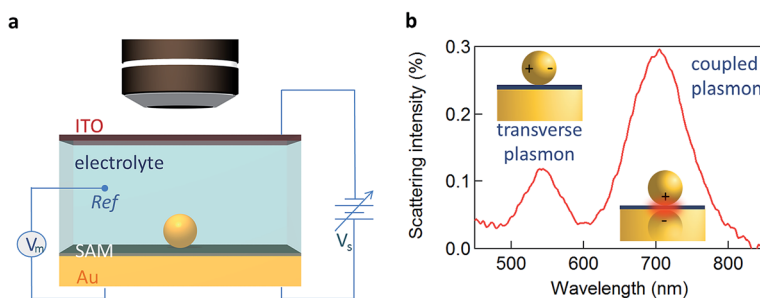 a
ITO
electrolyte
Ref
Vm
SAM
Au
Vs
b
Scattering intensity (%)
0.3
0.2
0.1
0.0
500
600
700
800
Wavelength (nm)
+ -
transverse
plasmon
coupled
plasmon
+
-